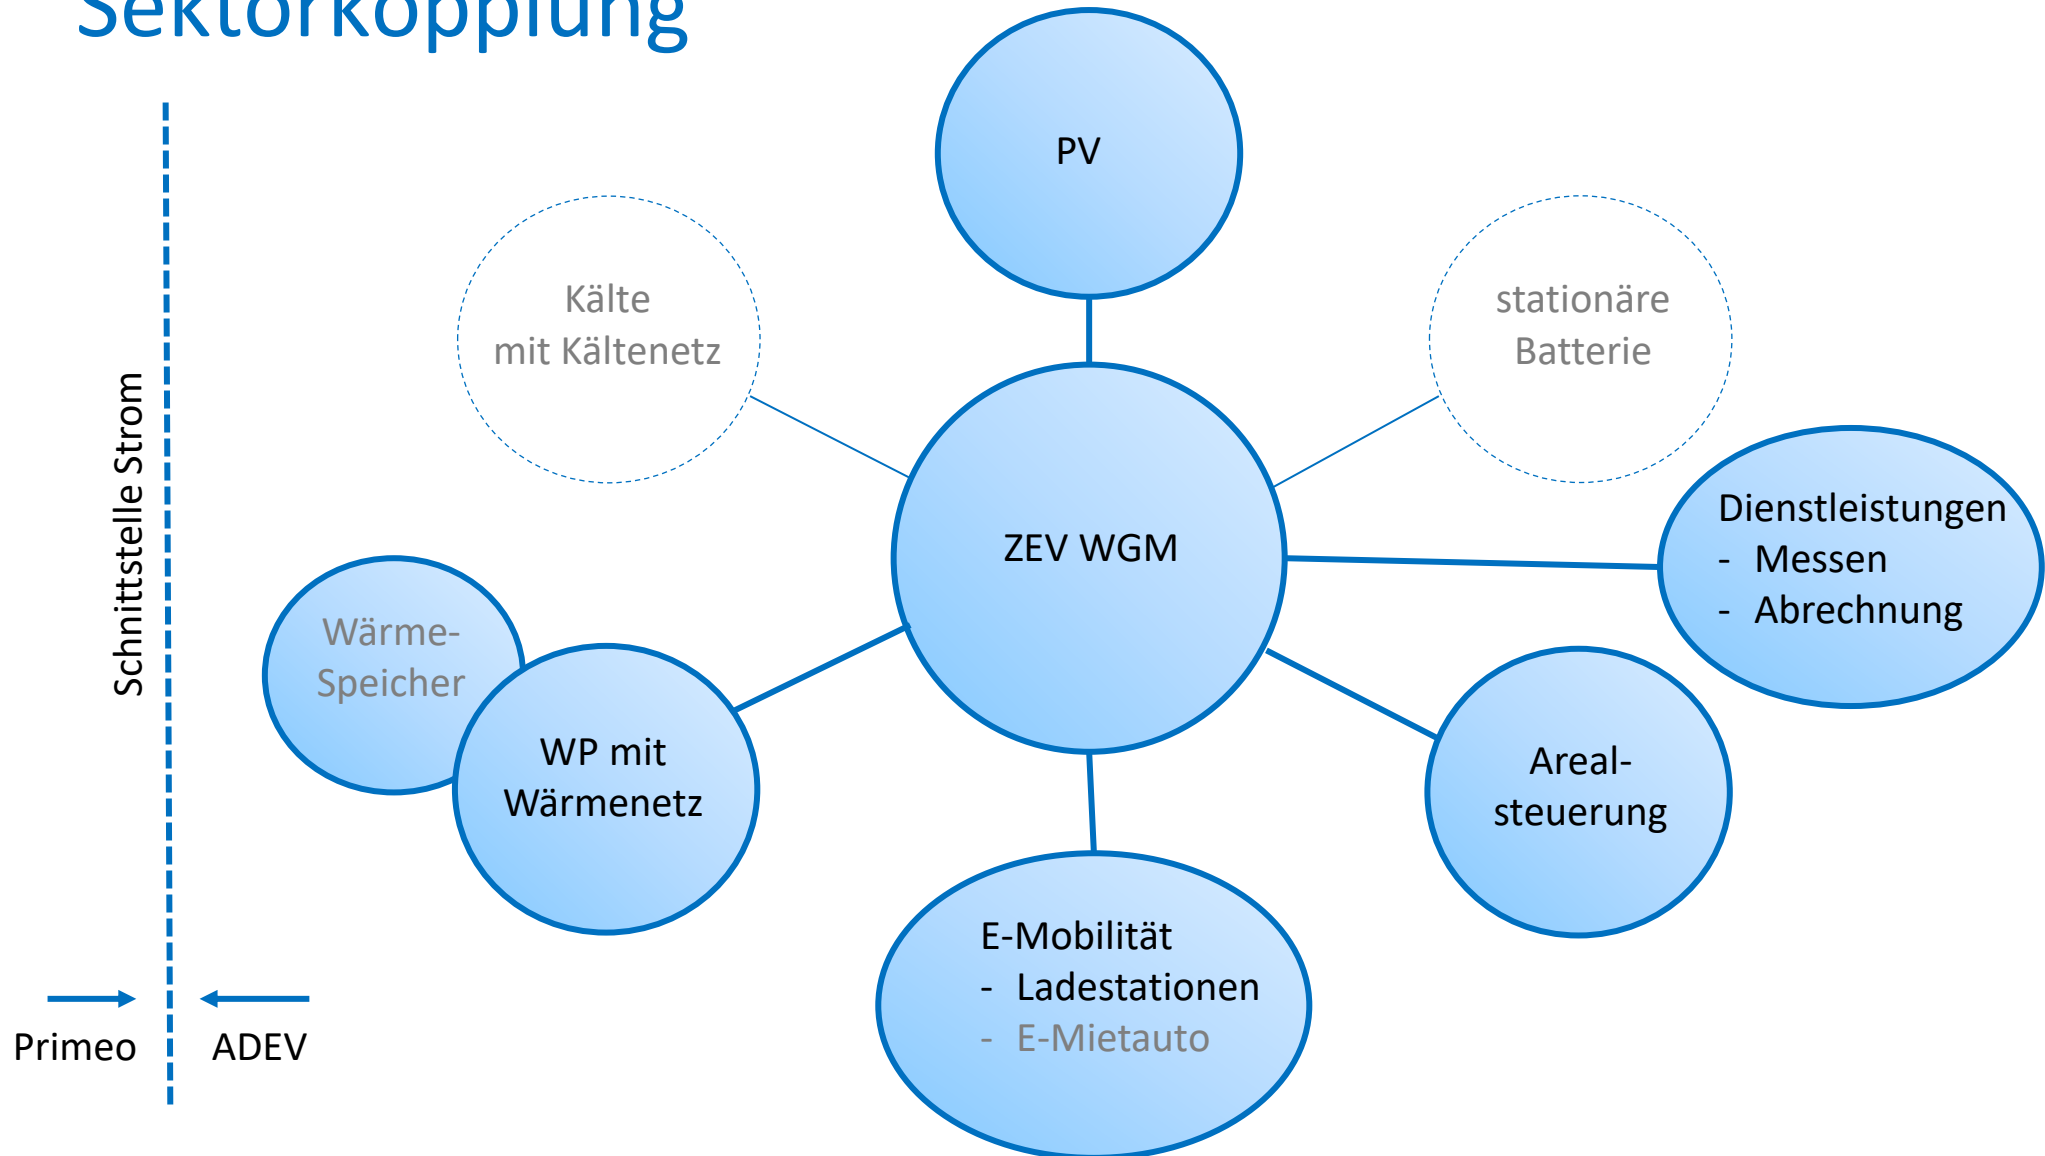 Sektorkopplung
PV
Kälte
mit Kältenetz
stationäre
Batterie
Schnittstelle Strom
ZEV WGM
Dienstleistungen
- Messen
- Abrechnung
Wärme-
Speicher
WP mit
Wärmenetz
Areal-
steuerung
E-Mobilität
- Ladestationen
- E-Mietauto
Primeo
ADEV